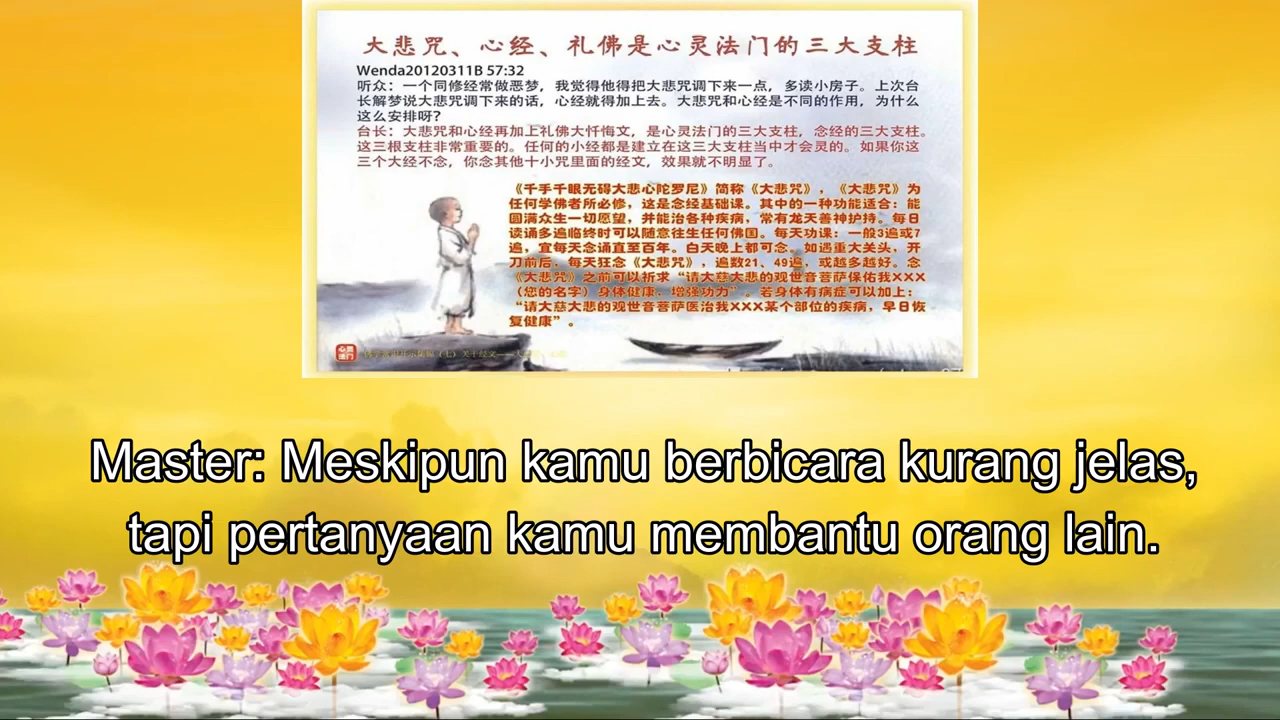 大悲咒、心经、礼佛是心灵法门的三大支柱
Wenda20120311B 57:32
听众：一个同修经常做恶梦，我觉得他得把大悲咒调下来一点，多读小房子。上次台
长解梦说大悲咒调下来的话，心经就得加上去。大悲咒和心经是不同的作用，为什么
这么安排呀？
台长：大悲咒和心经再加上礼佛大忏悔文，是心灵法门的三大支柱，念经的三大支柱。
这三根支柱非常重要的。任何的小经都是建立在这三大支柱当中才会灵的。如果你这
三个大经不念，你念其他十小咒里面的经文，效果就不明显了。
《千手千眼无碍大悲心陀罗尼》简称《大悲咒》，《大悲咒》为
任何学佛者所必修，这是念经基础课。其中的一种功能适合：能
圆满众生一切愿望，并能治各种疾病，常有龙天善神护持。每日
读诵多遍临终时可以随意往生任何佛国。每天功课：一般3遍或7
遍，宜每天念诵直至百年。白天晚上都可念。如遇重大关头，开
刀前后，每天狂念《大悲咒》，遍数21、49遍，或越多越好。念
《大悲咒》之前可以祈求“请大慈大悲的观世音菩萨保佑我XXX
（您的名字）身体健康，增强功力”。若身体有病症可以加上：
“请大慈大悲的观世音菩萨医治我XXX某个部位的疾病，早日恢
复健康”。
心灵
法门
Master: Meskipun kamu berbicara kurang jelas,
tapi pertanyaan kamu membantu orang lain.